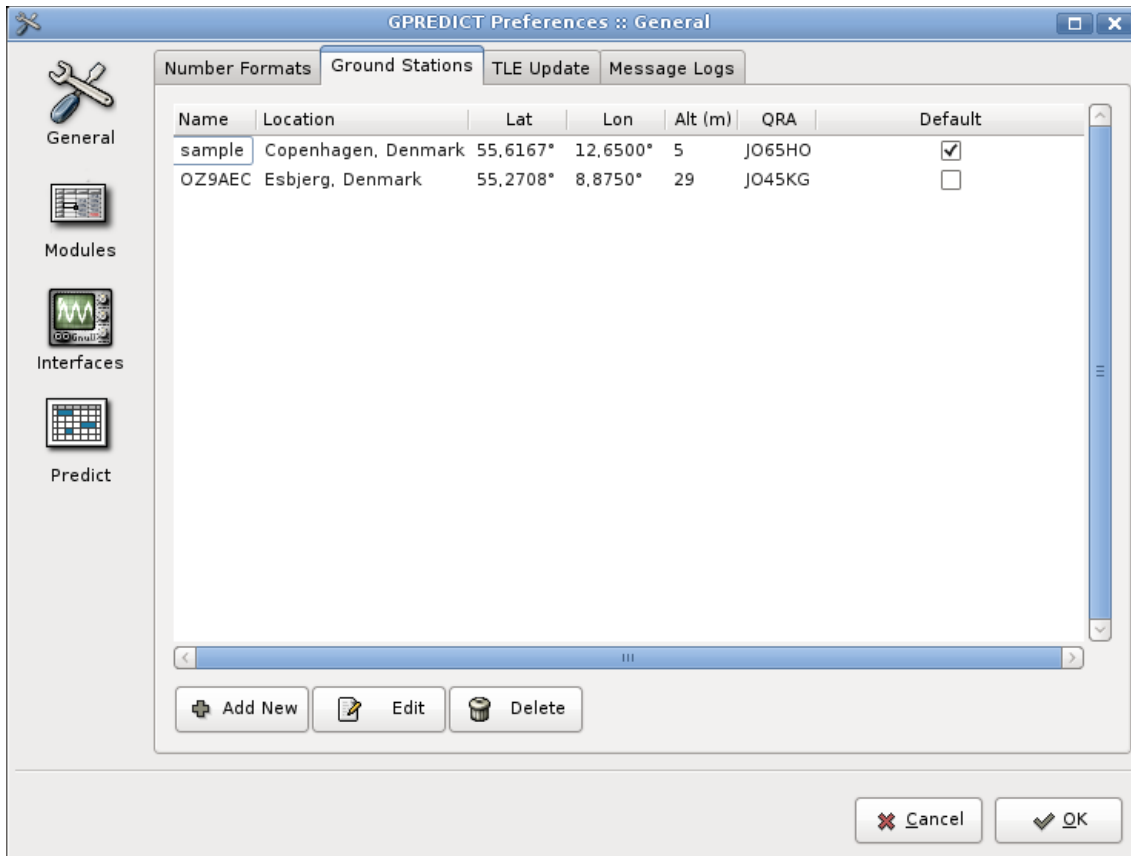 GPREDICT Preferences :: General
General
Modules
Interfaces
Predict
Number Formats Ground Stations TLE Update Message Logs
Name Location Lat Lon Alt (m) QRA Default
sample Copenhagen, Denmark 55,6167° 12,6500° 5 JO65HO
OZ9AEC Esbjerg, Denmark 55,2708° 8,8750° 29 JO45KG
Add New Edit Delete
Cancel OK